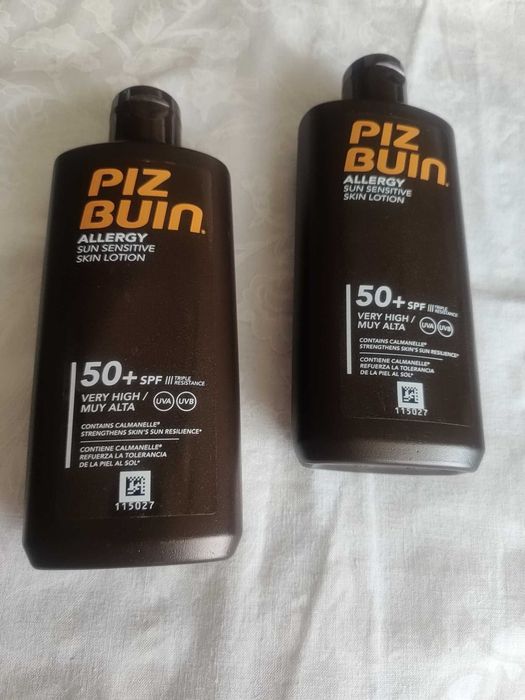 PIZ
BUIN.
ALLERGY
SUN SENSITIVE
SKIN LOTION
50+ SPF TRIPLE
RESISTANCE
VERY HIGH / UVA UVB
MUY ALTA
CONTAINS CALMANELLE®
STRENGTHENS SKIN'S SUN RESILIENCE*
CONTIENE CALMANELLE®
REFUERZA LA TOLERANCIA
DE LA PIEL AL SOL*
115027
PIZ
BUIN.
ALLERGY
SUN SENSITIVE
SKIN LOTION
50+ SPF TRIPLE
RESISTANCE
VERY HIGH / UVA UVB
MUY ALTA
CONTAINS CALMANELLE®
STRENGTHENS SKIN'S SUN RESILIENCE*
CONTIENE CALMANELLE®
REFUERZA LA TOLERANCIA
DE LA PIEL AL SOL*
115027